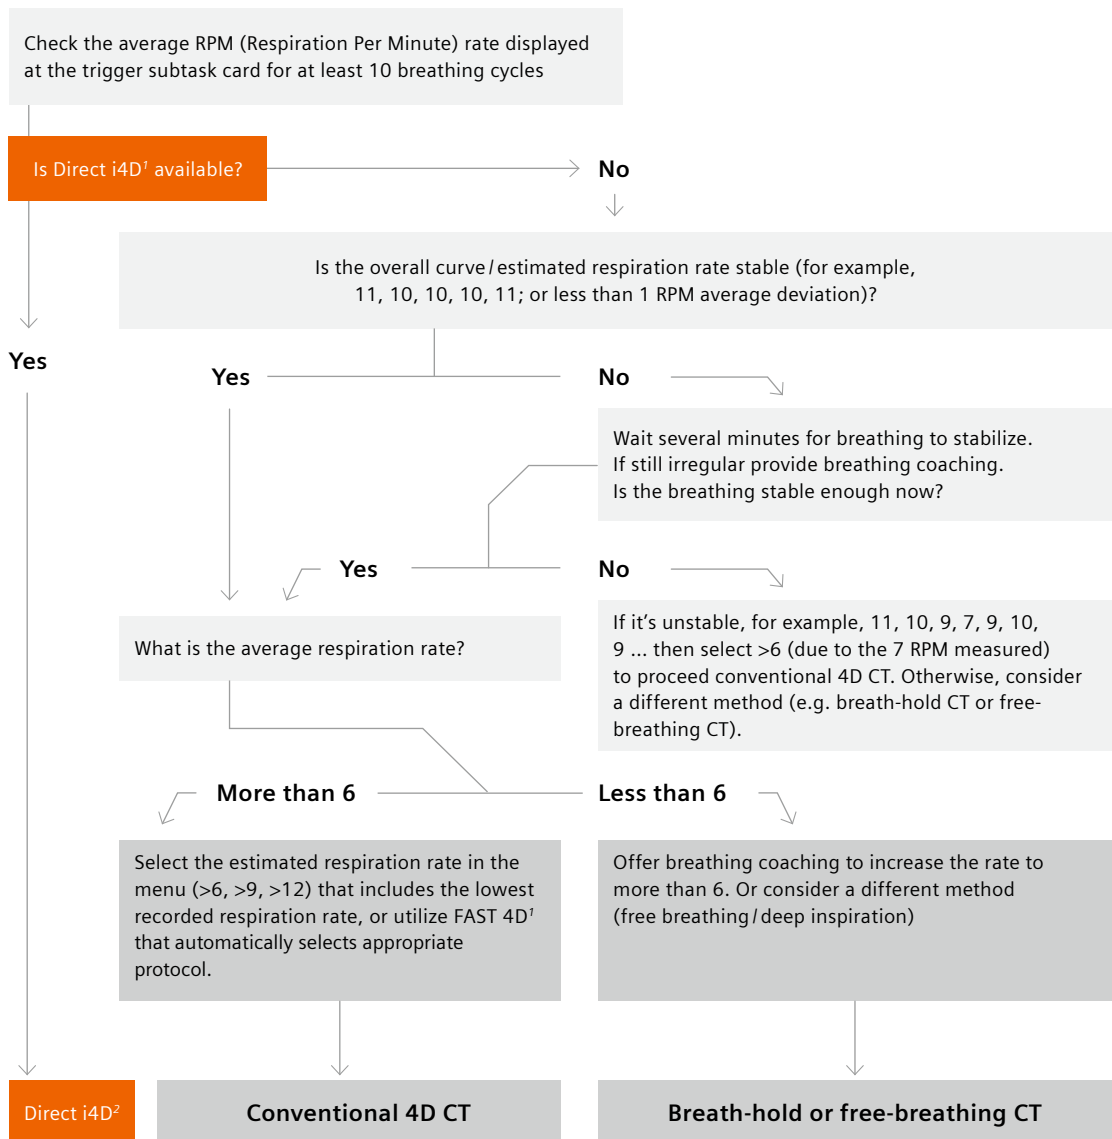 Check the average RPM (Respiration Per Minute) rate displayed
at the trigger subtask card for at least 10 breathing cycles
Is Direct i4D¹ available?
No
Is the overall curve/estimated respiration rate stable (for example,
11, 10, 10, 10, 11; or less than 1 RPM average deviation)?
Yes
Yes
No
Wait several minutes for breathing to stabilize.
If still irregular provide breathing coaching.
Is the breathing stable enough now?
Yes
No
What is the average respiration rate?
If it’s unstable, for example, 11, 10, 9, 7, 9, 10,
9 ... then select >6 (due to the 7 RPM measured)
to proceed conventional 4D CT. Otherwise, consider
a different method (e.g. breath-hold CT or free-
breathing CT).
More than 6
Less than 6
Select the estimated respiration rate in the
menu (>6, >9, >12) that includes the lowest
recorded respiration rate, or utilize FAST 4D¹
that automatically selects appropriate
protocol.
Offer breathing coaching to increase the rate to
more than 6. Or consider a different method
(free breathing/deep inspiration)
Direct i4D²
Conventional 4D CT
Breath-hold or free-breathing CT